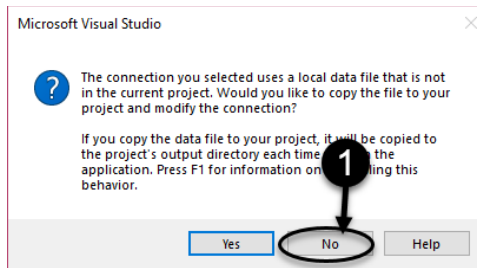 Microsoft Visual Studio
The connection you selected uses a local data file that is not
in the current project. Would you like to copy the file to your
project and modify the connection?
If you copy the data file to your project, it will be copied to
the project's output directory each time the
application. Press F1 for information on this
behavior.
1
Yes No Help